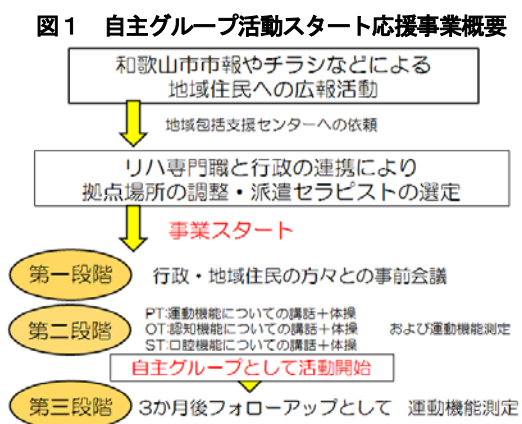 図1 自主グループ活動スタート応援事業概要
和歌山市市報やチラシなどによる
地域住民への広報活動
地域包括支援センターへの依頼
リハ専門職と行政の連携により
拠点場所の調整・派遣セラピストの選定
事業スタート
第一段階 行政・地域住民の方々との事前会議
PT:運動機能についての講話＋体操
第二段階 OT:認知機能についての講話＋体操 および運動機能測定
ST:口腔機能についての講話＋体操
自主グループとして活動開始
第三段階 3か月後フォローアップとして 運動機能測定